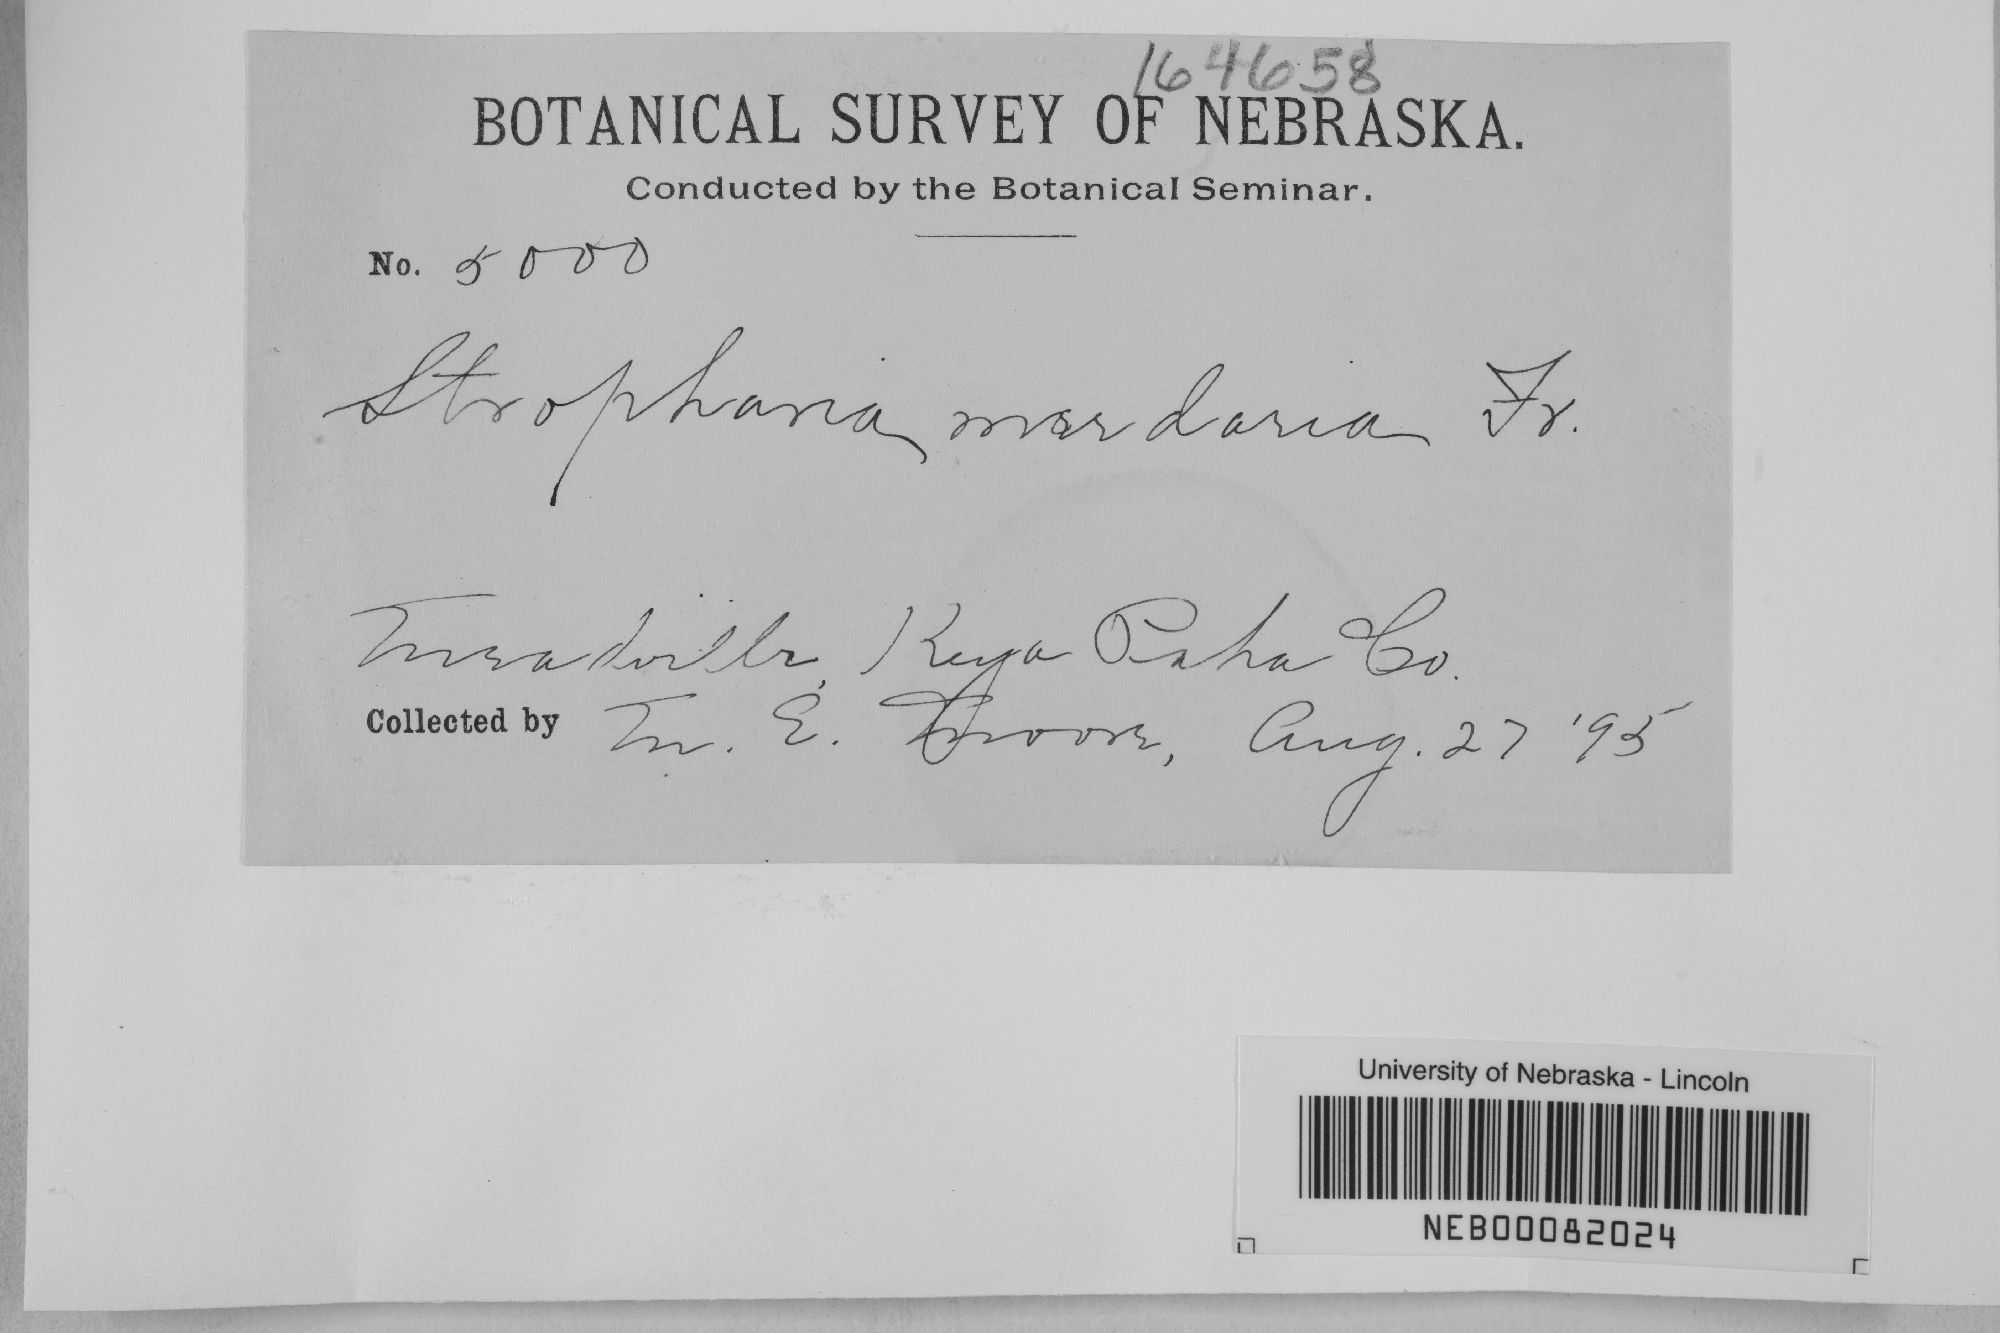 164658
BOTANICAL SURVEY OF NEBRASKA.
Conducted by the Botanical Seminar.
No. 5000
Stropharia merdaria Fr.
Meadville, Keya Paha Co.
Collected by M. E. Moore, Aug. 27 '95
University of Nebraska - Lincoln
NEB00082024